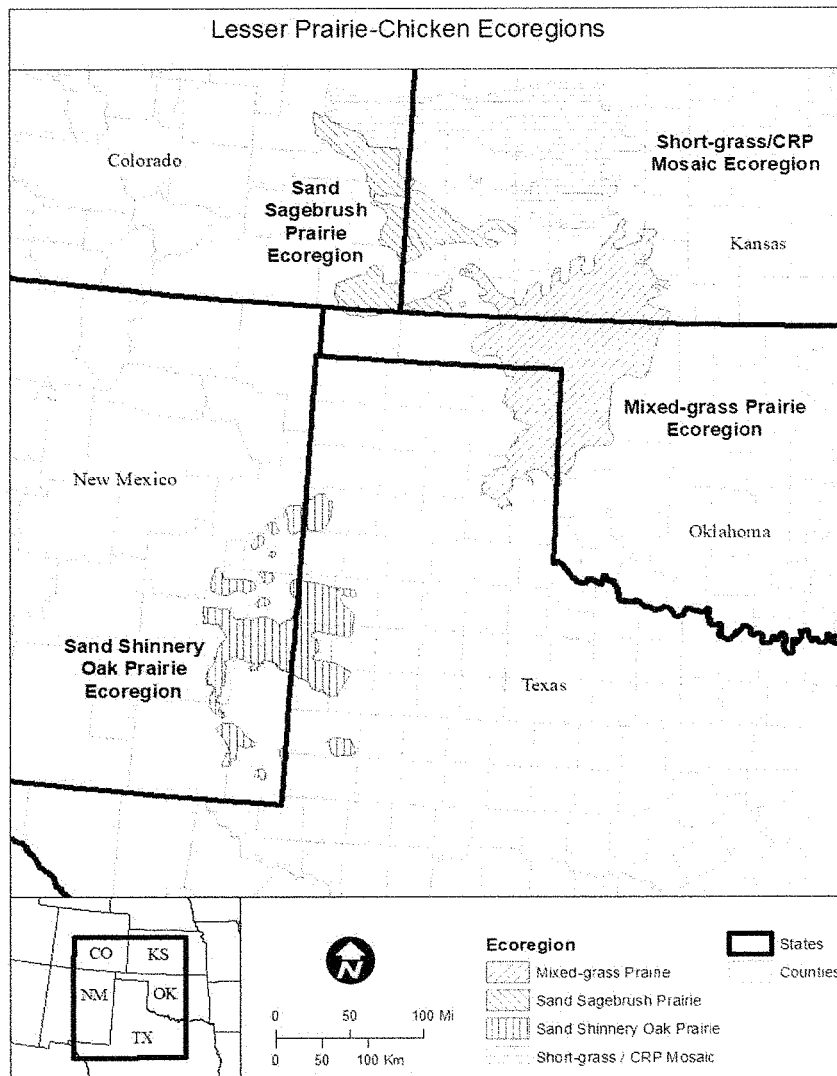 Lesser Prairie-Chicken Ecoregions
Colorado
Sand
Sagebrush
Prairie
Ecoregion
Short-grass/CRP
Mosaic Ecoregion
Kansas
Mixed-grass Prairie
Ecoregion
New Mexico
Oklahoma
Sand Shinnery
Oak Prairie
Ecoregion
Texas
CO
KS
NM
OK
TX
N
0 50 100 Mi
0 50 100 Km
Ecoregion
Mixed-grass Prairie
Sand Sagebrush Prairie
Sand Shinnery Oak Prairie
Short-grass / CRP Mosaic
States
Counties